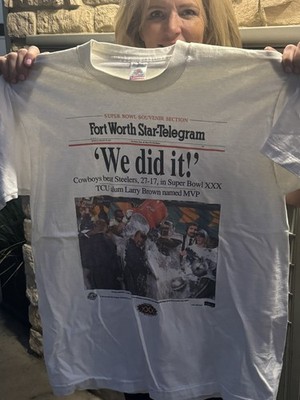 SUPER BOWL SOUVENIR SECTION
Fort Worth Star-Telegram
'We did it!'
Cowboys beat Steelers, 27-17, in Super Bowl XXX
TCU alum Larry Brown named MVP
XXX